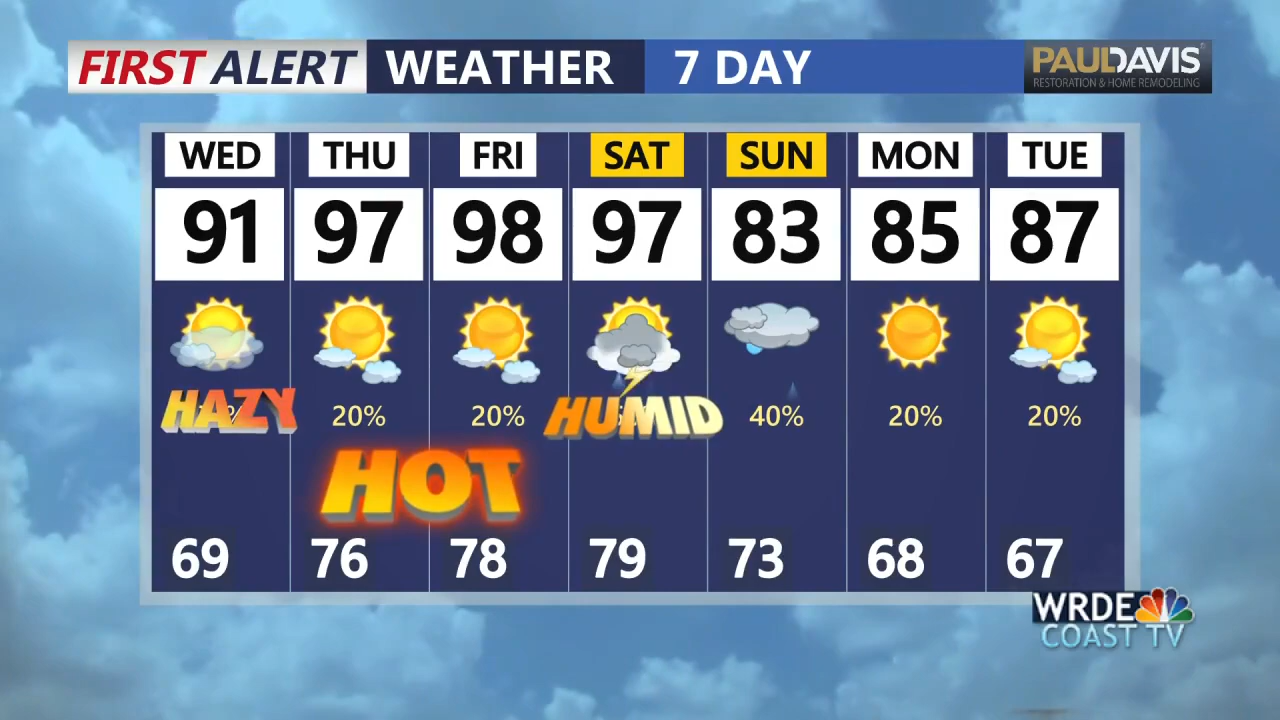 FIRST ALERT WEATHER 7 DAY PAUL DAVIS®
RESTORATION & HOME REMODELING
WED THU FRI SAT SUN MON TUE
91 97 98 97 83 85 87
HAZY 20% 20% HUMID 40% 20% 20%
HOT
69 76 78 79 73 68 67
WRDE
COAST TV